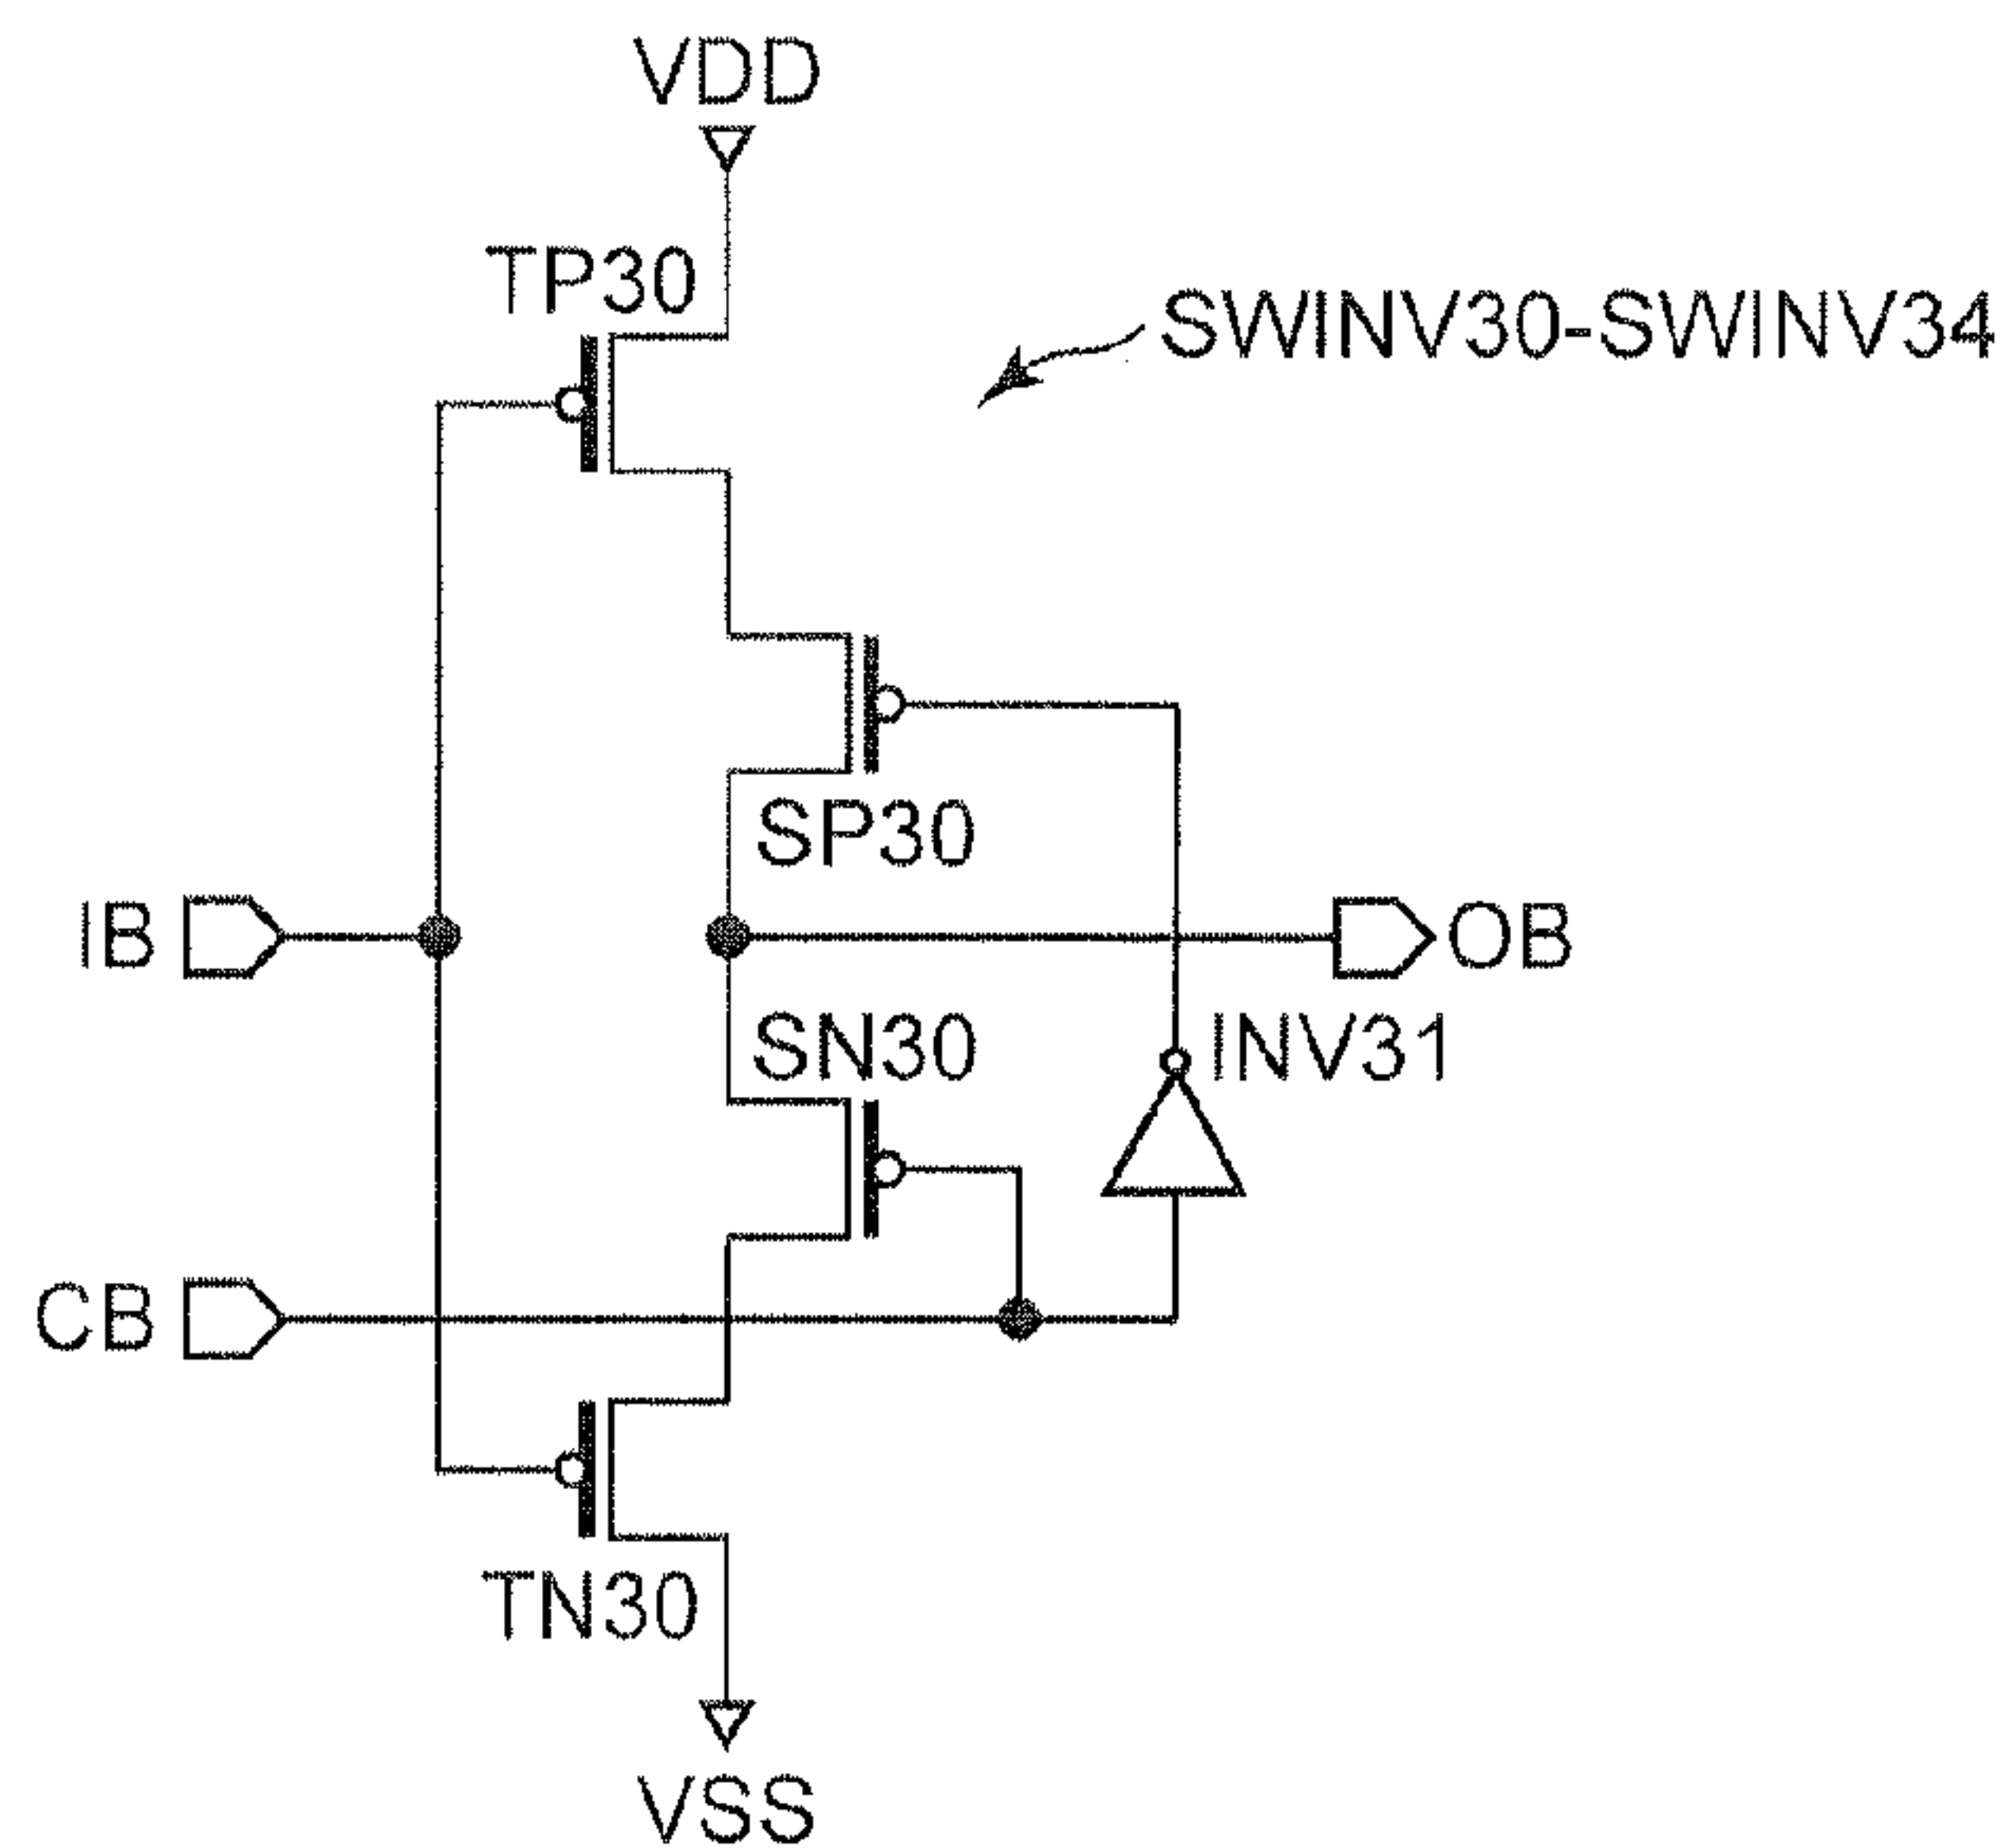 VDD
TP30
SWINV30-SWINV34
SP30
IB
OB
SN30
INV31
CB
TN30
VSS